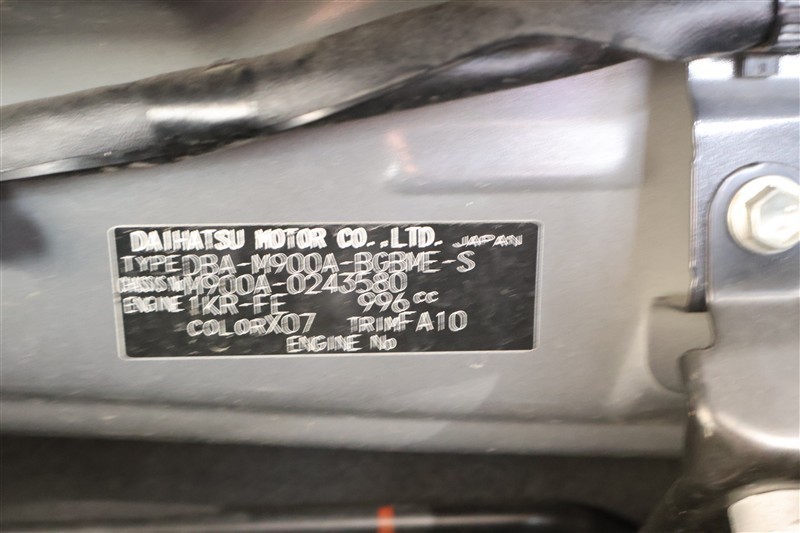 DAIHATSU MOTOR CO.,LTD. JAPAN
TYPE DBA-M900A-BGBME-S
CHASSIS No M900A-0243580
ENGINE 1KR-FE 996cc
COLOR X07 TRIM FA10
ENGINE No